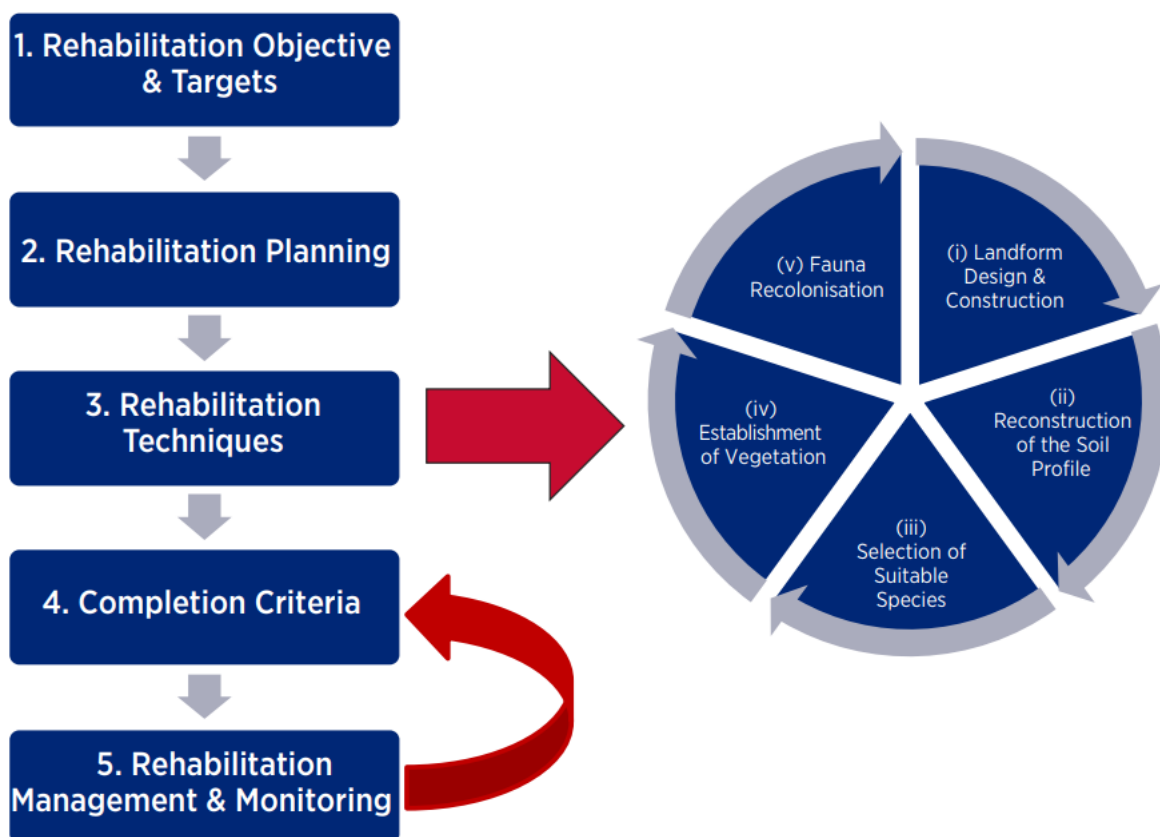 1. Rehabilitation Objective
& Targets
2. Rehabilitation Planning
3. Rehabilitation
Techniques
4. Completion Criteria
5. Rehabilitation
Management & Monitoring
(i) Landform
Design &
Construction
(ii)
Reconstruction
of the Soil
Profile
(iii)
Selection of
Suitable
Species
(iv)
Establishment
of Vegetation
(v) Fauna
Recolonisation